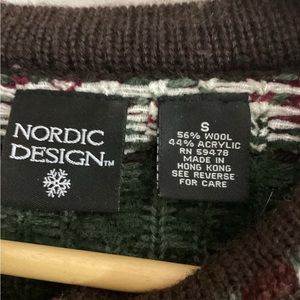 NORDIC
DESIGN™
S
56% WOOL
44% ACRYLIC
RN 59478
MADE IN
HONG KONG
SEE REVERSE
FOR CARE